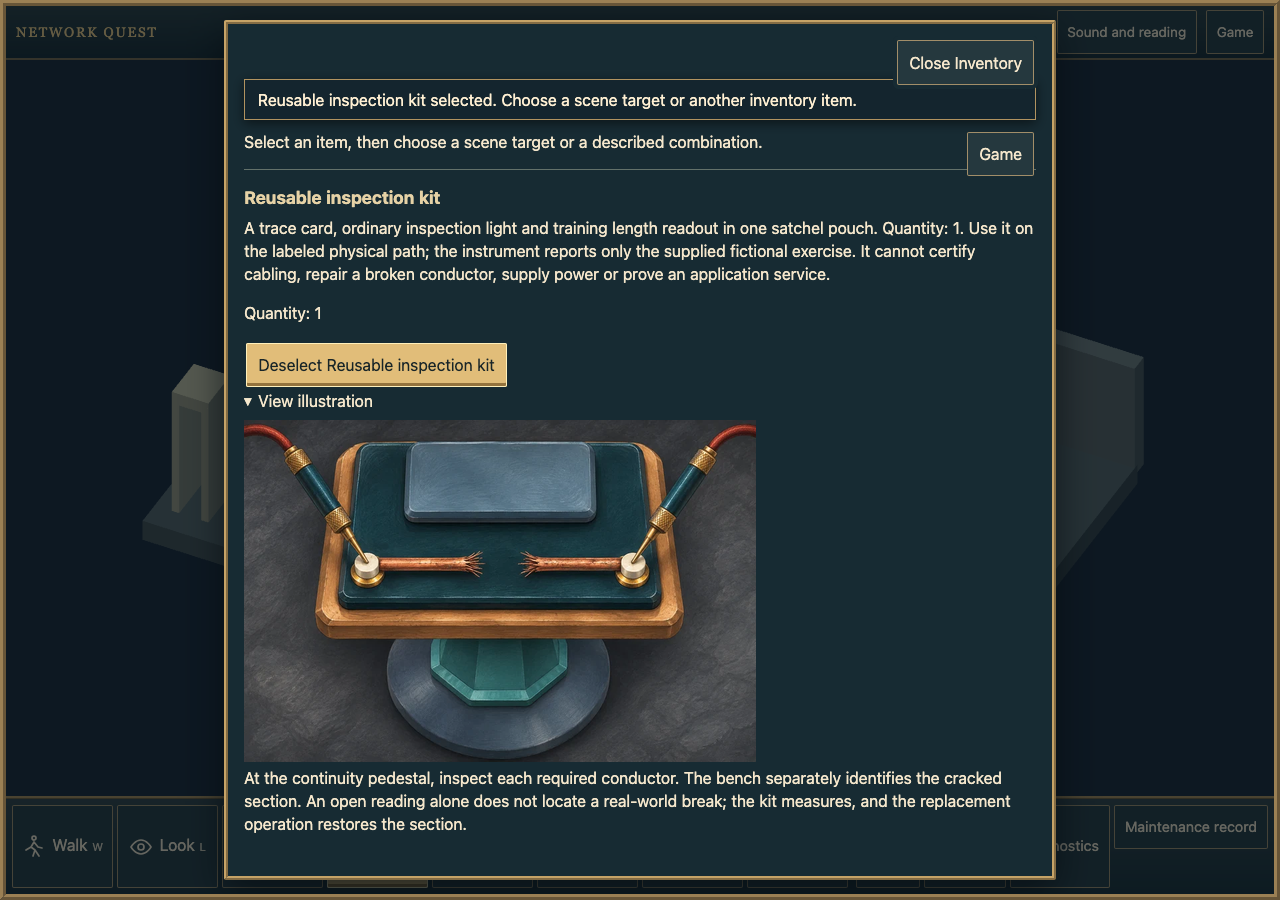 NETWORK QUEST
Sound and reading
Game
Close Inventory
Reusable inspection kit selected. Choose a scene target or another inventory item.
Select an item, then choose a scene target or a described combination.
Game
Reusable inspection kit
A trace card, ordinary inspection light and training length readout in one satchel pouch. Quantity: 1. Use it on
the labeled physical path; the instrument reports only the supplied fictional exercise. It cannot certify
cabling, repair a broken conductor, supply power or prove an application service.
Quantity: 1
Deselect Reusable inspection kit
▾ View illustration
At the continuity pedestal, inspect each required conductor. The bench separately identifies the cracked
section. An open reading alone does not locate a real-world break; the kit measures, and the replacement
operation restores the section.
Walk W
Look L
nostics
Maintenance record